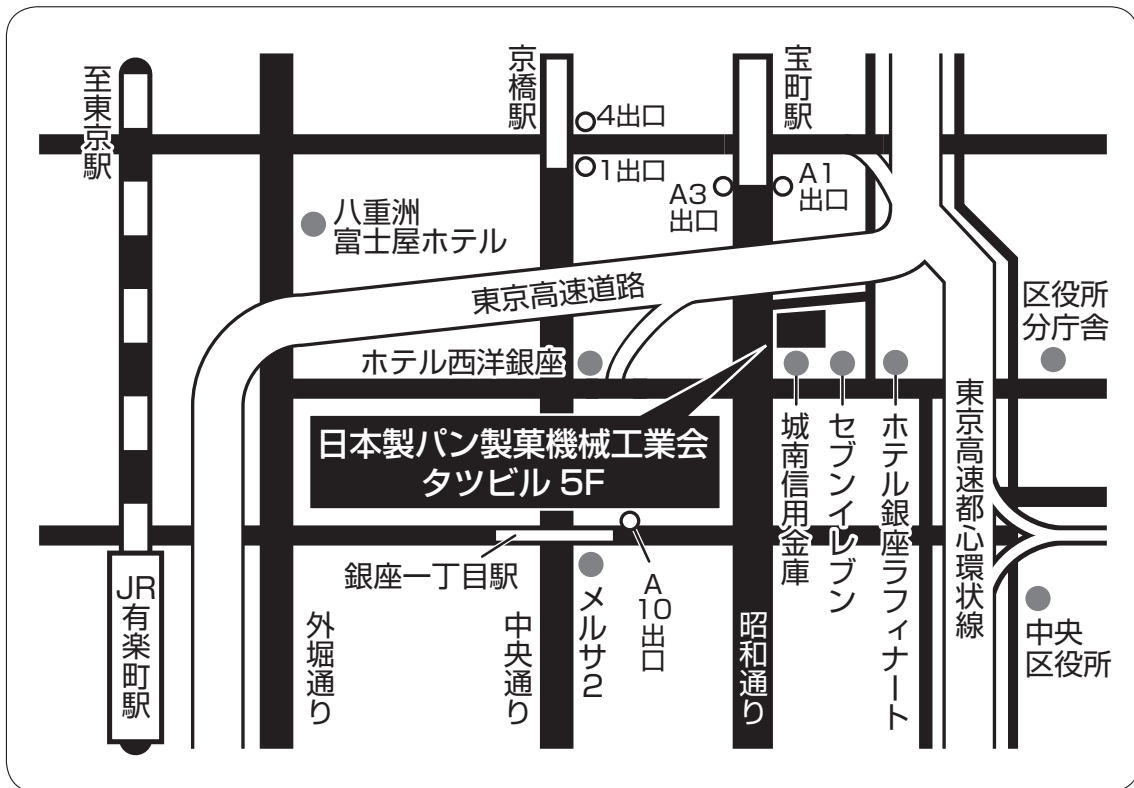 至東京駅
京橋駅
宝町駅
4出口
1出口
A3
出口
A1
出口
八重洲
富士屋ホテル
東京高速道路
区役所
分庁舎
ホテル西洋銀座
日本製パン製菓機械工業会
タツビル 5F
城南信用金庫
セブンイレブン
ホテル銀座ラフィナート
東京高速都心環状線
銀座一丁目駅
JR
有楽町駅
外堀通り
中央通り
メルサ2
A
10
出口
昭和通り
中央
区役所